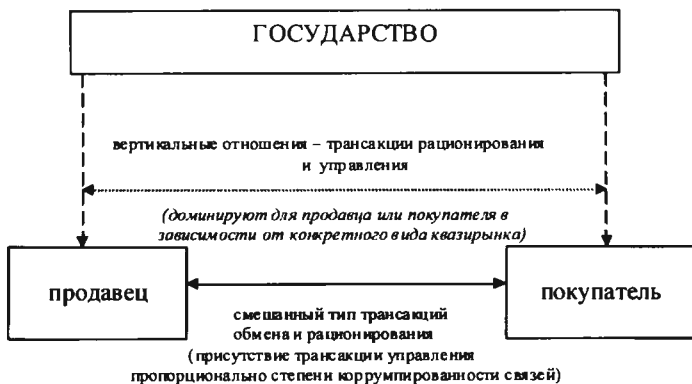 ГОСУДАРСТВО
вертикальные отношения – трансакции рационирования
и управления
(доминируют для продавца или покупателя в
зависимости от конкретного вида квазирынка)
продавец
покупатель
смешанный тип трансакций
обмена и рационирования
( присутствие трансакции управления
пропорционально степени коррумпированности связей)